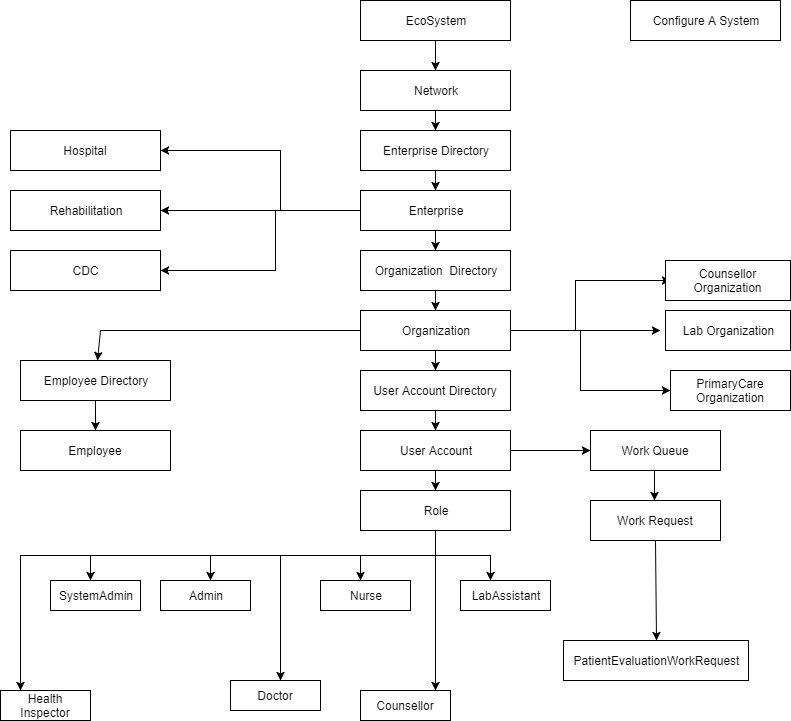 EcoSystem
Configure A System
Network
Hospital
Enterprise Directory
Rehabilitation
Enterprise
CDC
Organization Directory
Counsellor
Organization
Organization
Lab Organization
Employee Directory
User Account Directory
PrimaryCare
Organization
Employee
User Account
Work Queue
Role
Work Request
SystemAdmin
Admin
Nurse
LabAssistant
PatientEvaluationWorkRequest
Health
Inspector
Doctor
Counsellor